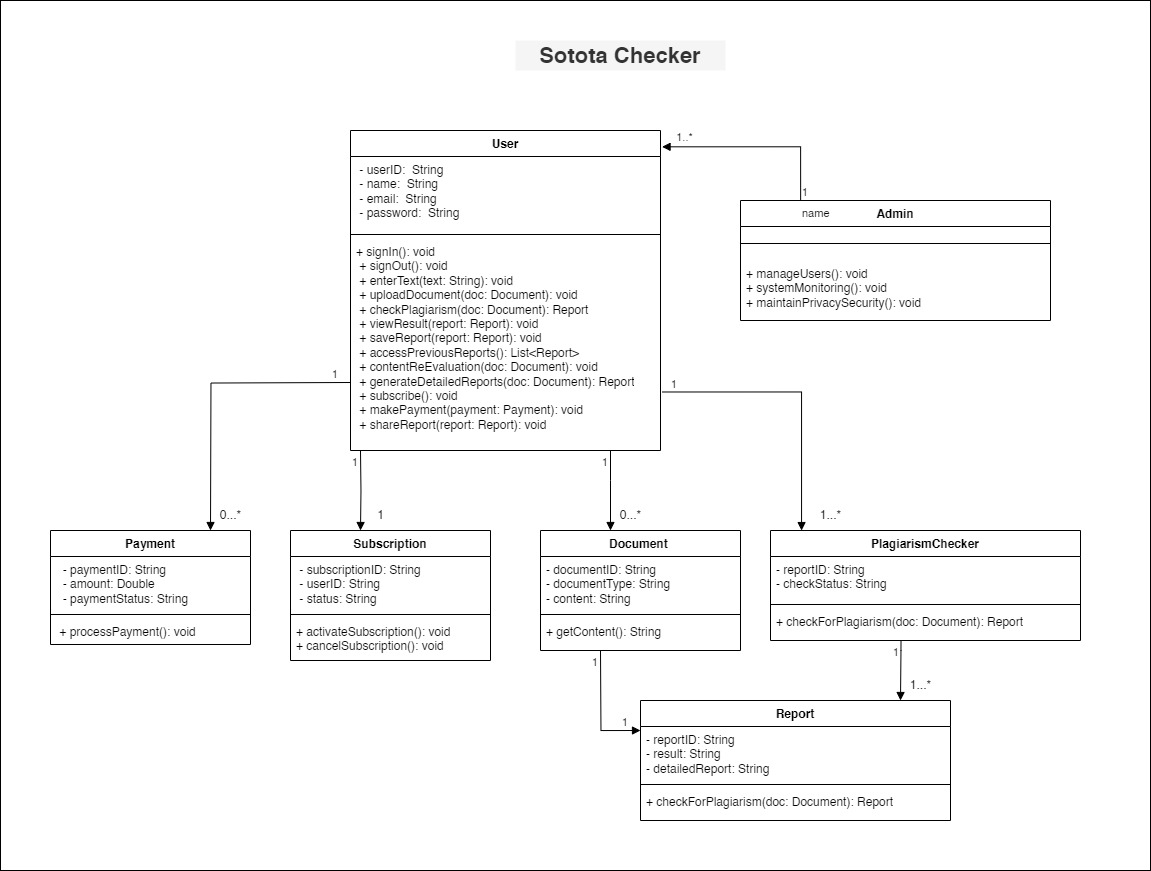 Sotota Checker
User
- userID: String
- name: String
- email: String
- password: String
+ signIn(): void
+ signOut(): void
+ enterText(text: String): void
+ uploadDocument(doc: Document): void
+ checkPlagiarism(doc: Document): Report
+ viewResult(report: Report): void
+ saveReport(report: Report): void
+ accessPreviousReports(): List<Report>
+ contentReEvaluation(doc: Document): void
+ generateDetailedReports(doc: Document): Report
+ subscribe(): void
+ makePayment(payment: Payment): void
+ shareReport(report: Report): void
1..*
1
name
Admin
+ manageUsers(): void
+ systemMonitoring(): void
+ maintainPrivacySecurity(): void
1
0...*
1
1
1
0...*
1
1...*
Payment
- paymentID: String
- amount: Double
- paymentStatus: String
+ processPayment(): void
Subscription
- subscriptionID: String
- userID: String
- status: String
+ activateSubscription(): void
+ cancelSubscription(): void
Document
- documentID: String
- documentType: String
- content: String
+ getContent(): String
PlagiarismChecker
- reportID: String
- checkStatus: String
+ checkForPlagiarism(doc: Document): Report
1
1
1
1...*
Report
- reportID: String
- result: String
- detailedReport: String
+ checkForPlagiarism(doc: Document): Report